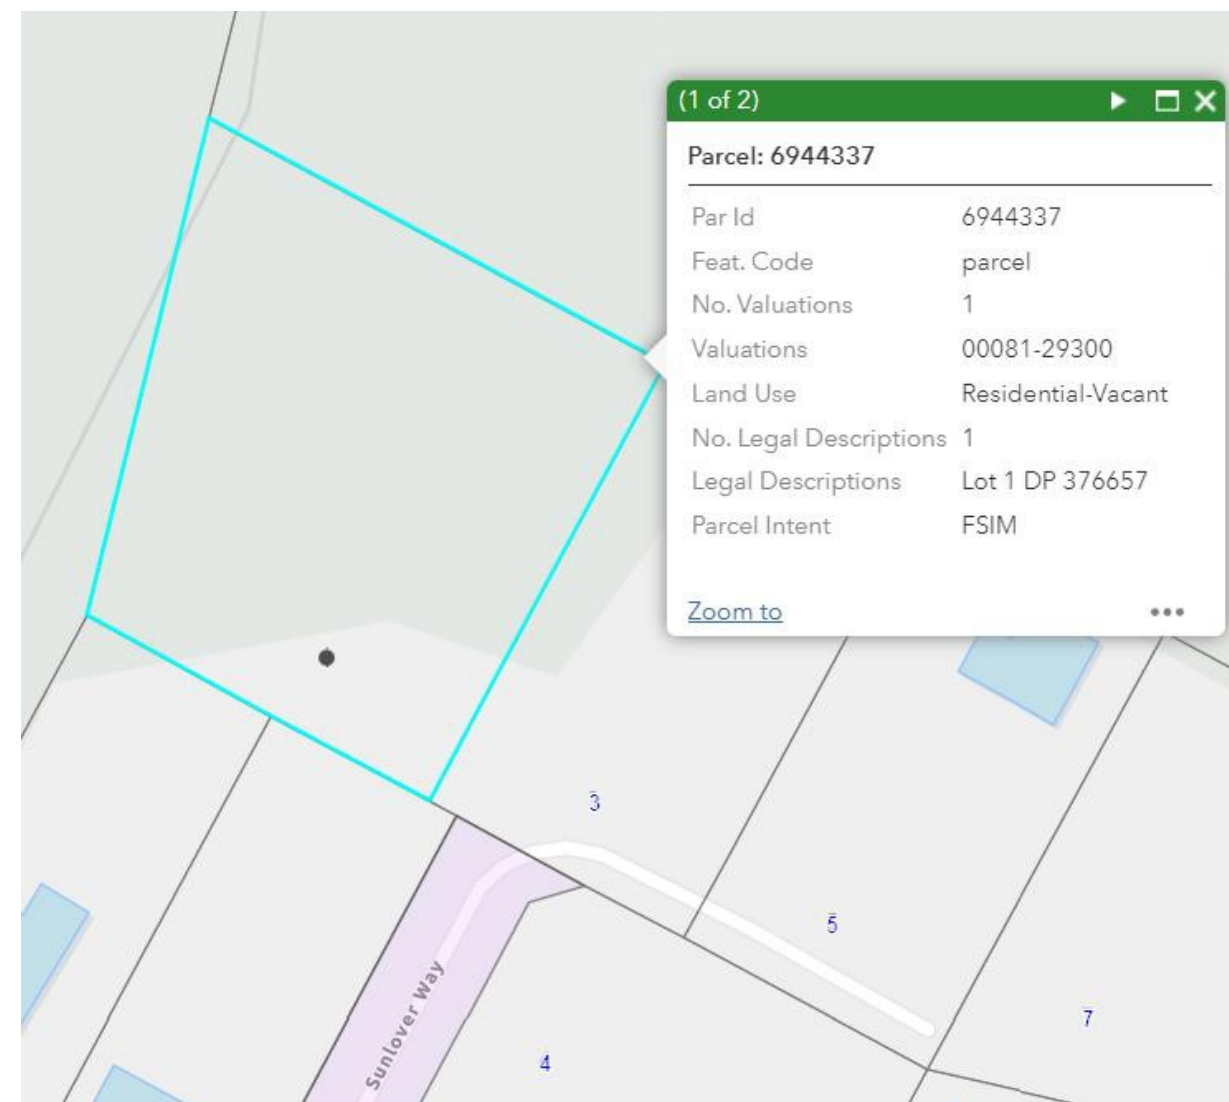 (1 of 2)
Parcel: 6944337
Par Id 6944337
Feat. Code parcel
No. Valuations 1
Valuations 00081-29300
Land Use Residential-Vacant
No. Legal Descriptions 1
Legal Descriptions Lot 1 DP 376657
Parcel Intent FSIM
Zoom to
3
5
7
Sunlover Way
4